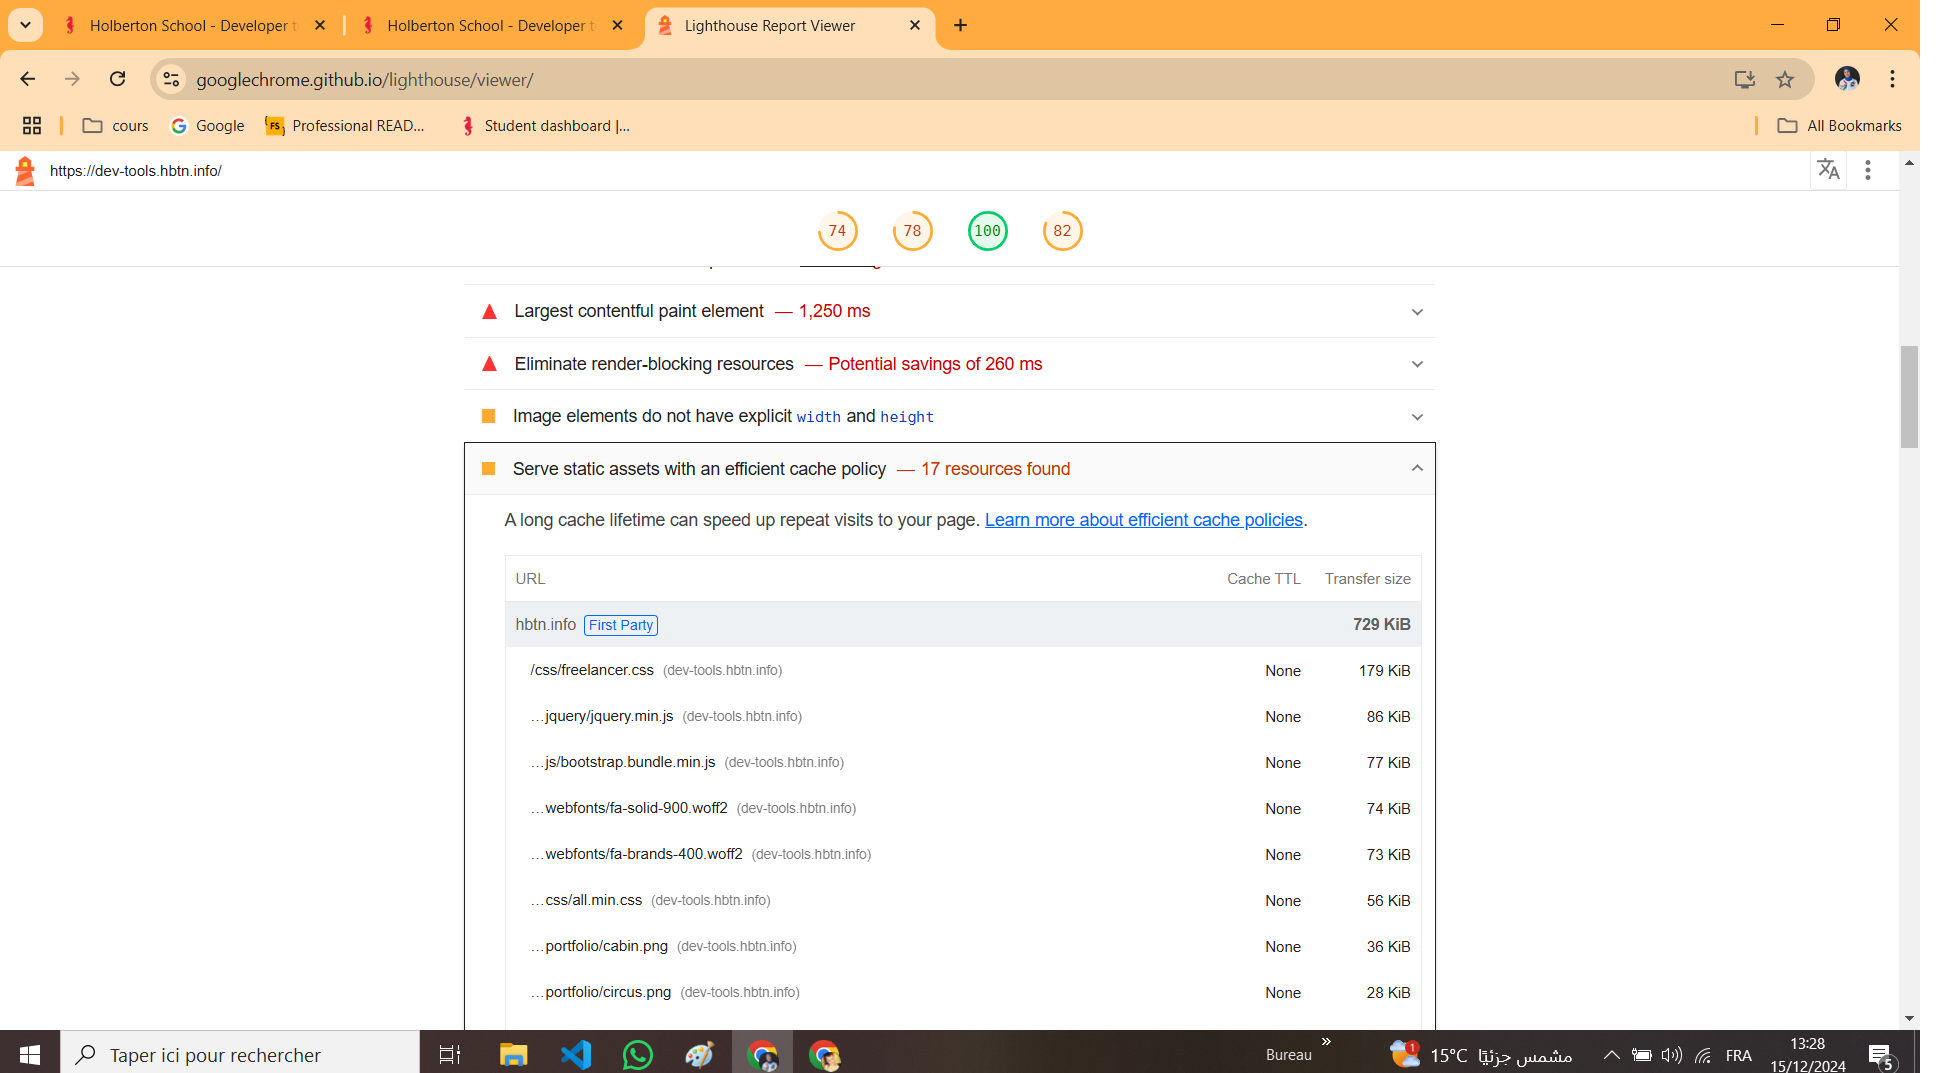 Holberton School - Developer t
Holberton School - Developer t
Lighthouse Report Viewer
googlechrome.github.io/lighthouse/viewer/
cours
Google
FS
Professional READ...
Student dashboard |...
All Bookmarks
https://dev-tools.hbtn.info/
74 78 100 82
Largest contentful paint element — 1,250 ms
Eliminate render-blocking resources — Potential savings of 260 ms
Image elements do not have explicit width and height
Serve static assets with an efficient cache policy — 17 resources found
A long cache lifetime can speed up repeat visits to your page. Learn more about efficient cache policies.
URL Cache TTL Transfer size
hbtn.info First Party 729 KiB
/css/freelancer.css (dev-tools.hbtn.info) None 179 KiB
…jquery/jquery.min.js (dev-tools.hbtn.info) None 86 KiB
…js/bootstrap.bundle.min.js (dev-tools.hbtn.info) None 77 KiB
…webfonts/fa-solid-900.woff2 (dev-tools.hbtn.info) None 74 KiB
…webfonts/fa-brands-400.woff2 (dev-tools.hbtn.info) None 73 KiB
…css/all.min.css (dev-tools.hbtn.info) None 56 KiB
…portfolio/cabin.png (dev-tools.hbtn.info) None 36 KiB
…portfolio/circus.png (dev-tools.hbtn.info) None 28 KiB
Taper ici pour rechercher
Bureau »
1
15°C مشمس جزئيًا
FRA
13:28
15/12/2024
5